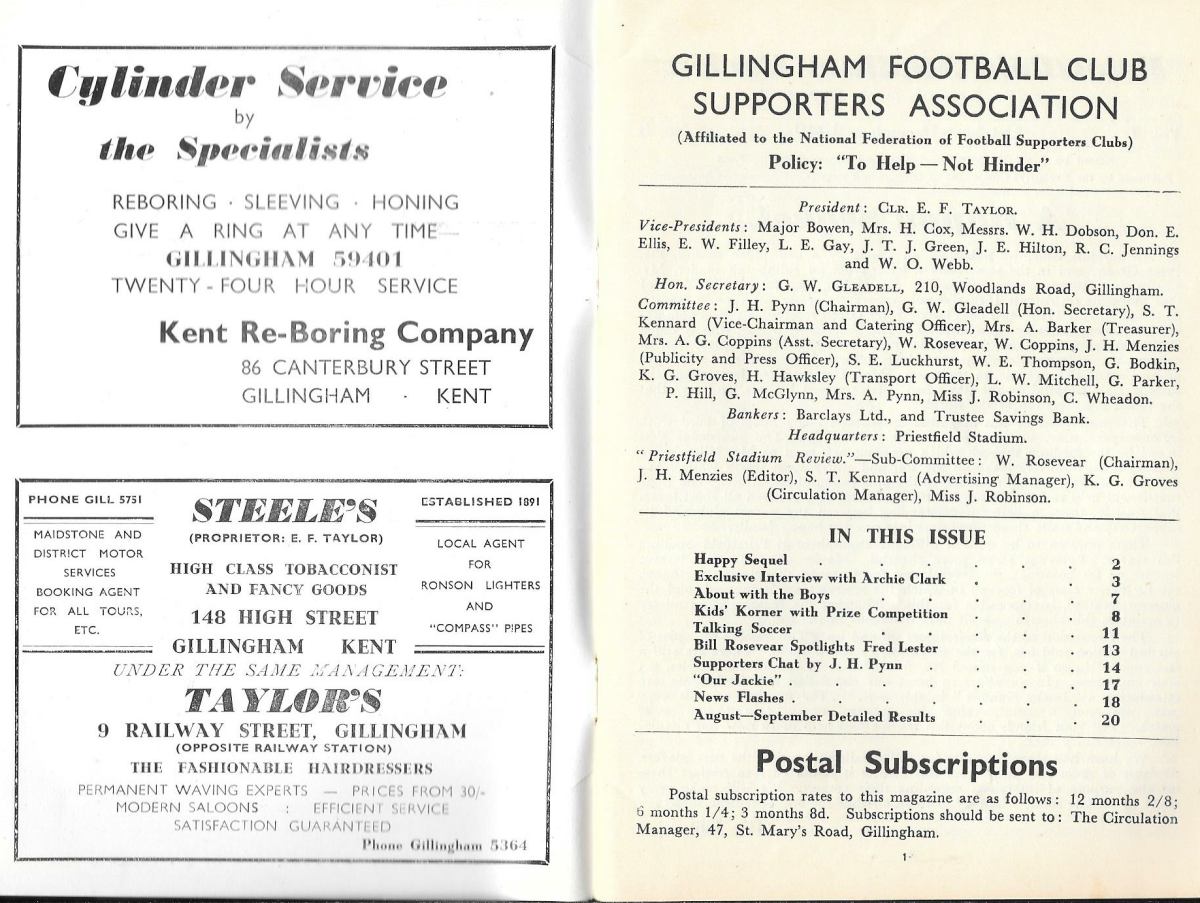 Cylinder Service
by
the Specialists
REBORING · SLEEVING · HONING
GIVE A RING AT ANY TIME
GILLINGHAM 59401
TWENTY-FOUR HOUR SERVICE
Kent Re-Boring Company
86 CANTERBURY STREET
GILLINGHAM · KENT
PHONE GILL 5751
MAIDSTONE AND
DISTRICT MOTOR
SERVICES
BOOKING AGENT
FOR ALL TOURS,
ETC.
STEELE'S
(PROPRIETOR: E. F. TAYLOR)
HIGH CLASS TOBACCONIST
AND FANCY GOODS
148 HIGH STREET
GILLINGHAM KENT
ESTABLISHED 1891
LOCAL AGENT
FOR
RONSON LIGHTERS
AND
"COMPASS" PIPES
UNDER THE SAME MANAGEMENT:
TAYLOR'S
9 RAILWAY STREET, GILLINGHAM
(OPPOSITE RAILWAY STATION)
THE FASHIONABLE HAIRDRESSERS
PERMANENT WAVING EXPERTS — PRICES FROM 30/-
MODERN SALOONS : EFFICIENT SERVICE
SATISFACTION GUARANTEED
Phone Gillingham 5364
GILLINGHAM FOOTBALL CLUB
SUPPORTERS ASSOCIATION
(Affiliated to the National Federation of Football Supporters Clubs)
Policy: "To Help — Not Hinder"
President: CLR. E. F. TAYLOR.
Vice-Presidents: Major Bowen, Mrs. H. Cox, Messrs. W. H. Dobson, Don. E.
Ellis, E. W. Filley, L. E. Gay, J. T. J. Green, J. E. Hilton, R. C. Jennings
and W. O. Webb.
Hon. Secretary: G. W. GLEADELL, 210, Woodlands Road, Gillingham.
Committee: J. H. Pynn (Chairman), G. W. Gleadell (Hon. Secretary), S. T.
Kennard (Vice-Chairman and Catering Officer), Mrs. A. Barker (Treasurer),
Mrs. A. G. Coppins (Asst. Secretary), W. Rosevear, W. Coppins, J. H. Menzies
(Publicity and Press Officer), S. E. Luckhurst, W. E. Thompson, G. Bodkin,
K. G. Groves, H. Hawksley (Transport Officer), L. W. Mitchell, G. Parker,
P. Hill, G. McGlynn, Mrs. A. Pynn, Miss J. Robinson, C. Wheadon.
Bankers: Barclays Ltd., and Trustee Savings Bank.
Headquarters: Priestfield Stadium.
"Priestfield Stadium Review."—Sub-Committee: W. Rosevear (Chairman),
J. H. Menzies (Editor), S. T. Kennard (Advertising Manager), K. G. Groves
(Circulation Manager), Miss J. Robinson.
IN THIS ISSUE
Happy Sequel . . . . . . 2
Exclusive Interview with Archie Clark . . . 3
About with the Boys . . . . . 7
Kids' Korner with Prize Competition . . . 8
Talking Soccer . . . . . 11
Bill Rosevear Spotlights Fred Lester . . . 13
Supporters Chat by J. H. Pynn . . . . 14
"Our Jackie" . . . . . . . 17
News Flashes . . . . . . . 18
August—September Detailed Results . . . 20
Postal Subscriptions
Postal subscription rates to this magazine are as follows: 12 months 2/8;
6 months 1/4; 3 months 8d. Subscriptions should be sent to: The Circulation
Manager, 47, St. Mary's Road, Gillingham.
1